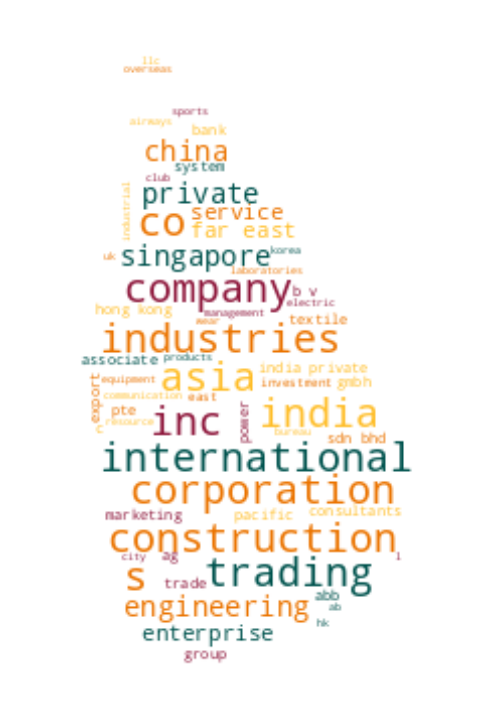 llc
overseas
sports
airways
bank
china
system
club
industrial
private
co
service
far east
uk
singapore
korea
laboratories
company
b v
electric
hong kong
management
wear
textile
industries
associate
products
asia
india private
export
equipment
investment
gmbh
communication
east
pte
resource
c
inc
power
india
bureau
sdn bhd
international
corporation
marketing
pacific
consultants
construction
city
ag
l
s
trade
trading
abb
engineering
ab
hk
enterprise
group